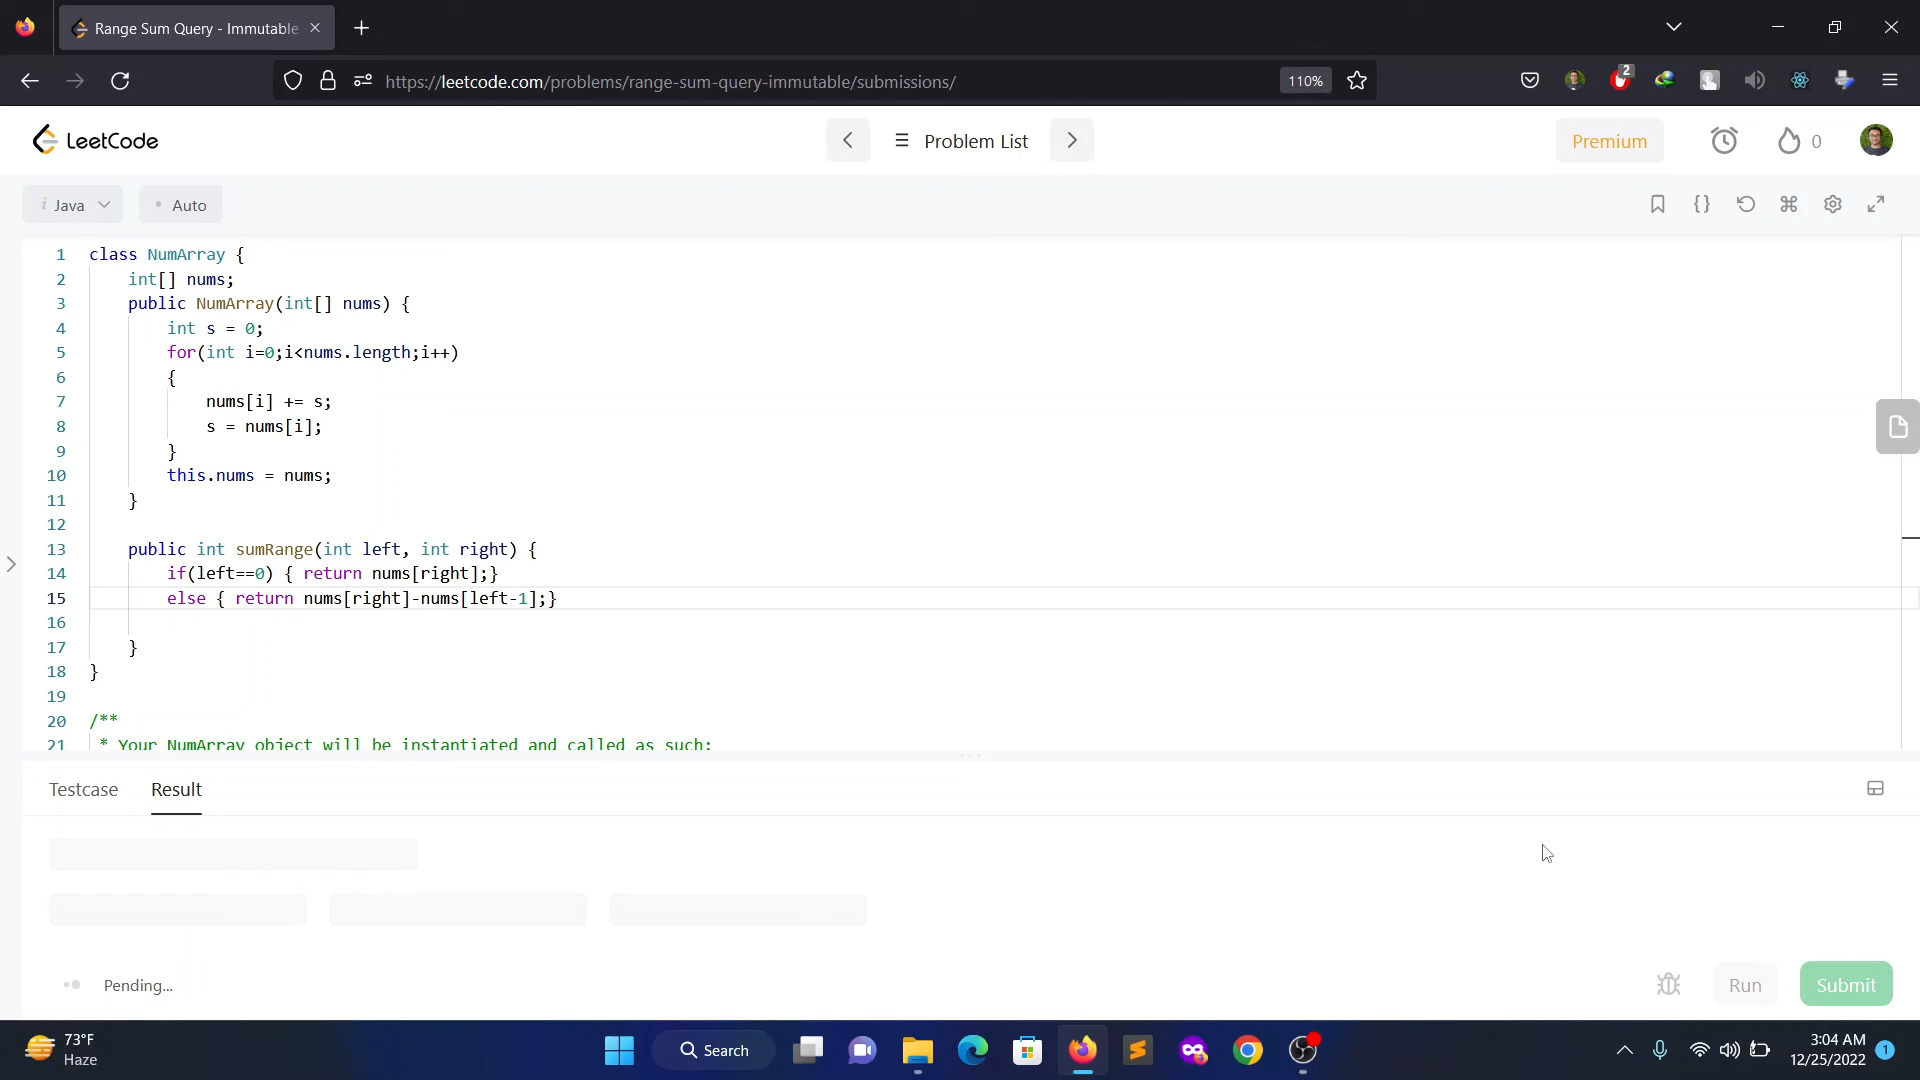 Range Sum Query - Immutable
https://leetcode.com/problems/range-sum-query-immutable/submissions/
110%
2
LeetCode
Problem List
Premium
0
i Java
Auto
1 class NumArray {
2 int[] nums;
3 public NumArray(int[] nums) {
4 int s = 0;
5 for(int i=0;i<nums.length;i++)
6 {
7 nums[i] += s;
8 s = nums[i];
9 }
10 this.nums = nums;
11 }
12
13 public int sumRange(int left, int right) {
14 if(left==0) { return nums[right];}
15 else { return nums[right]-nums[left-1];}
16
17 }
18 }
19
20 /**
21 * Your NumArray object will be instantiated and called as such:
Testcase
Result
Pending...
Run
Submit
73°F
Haze
Search
3:04 AM
12/25/2022
1